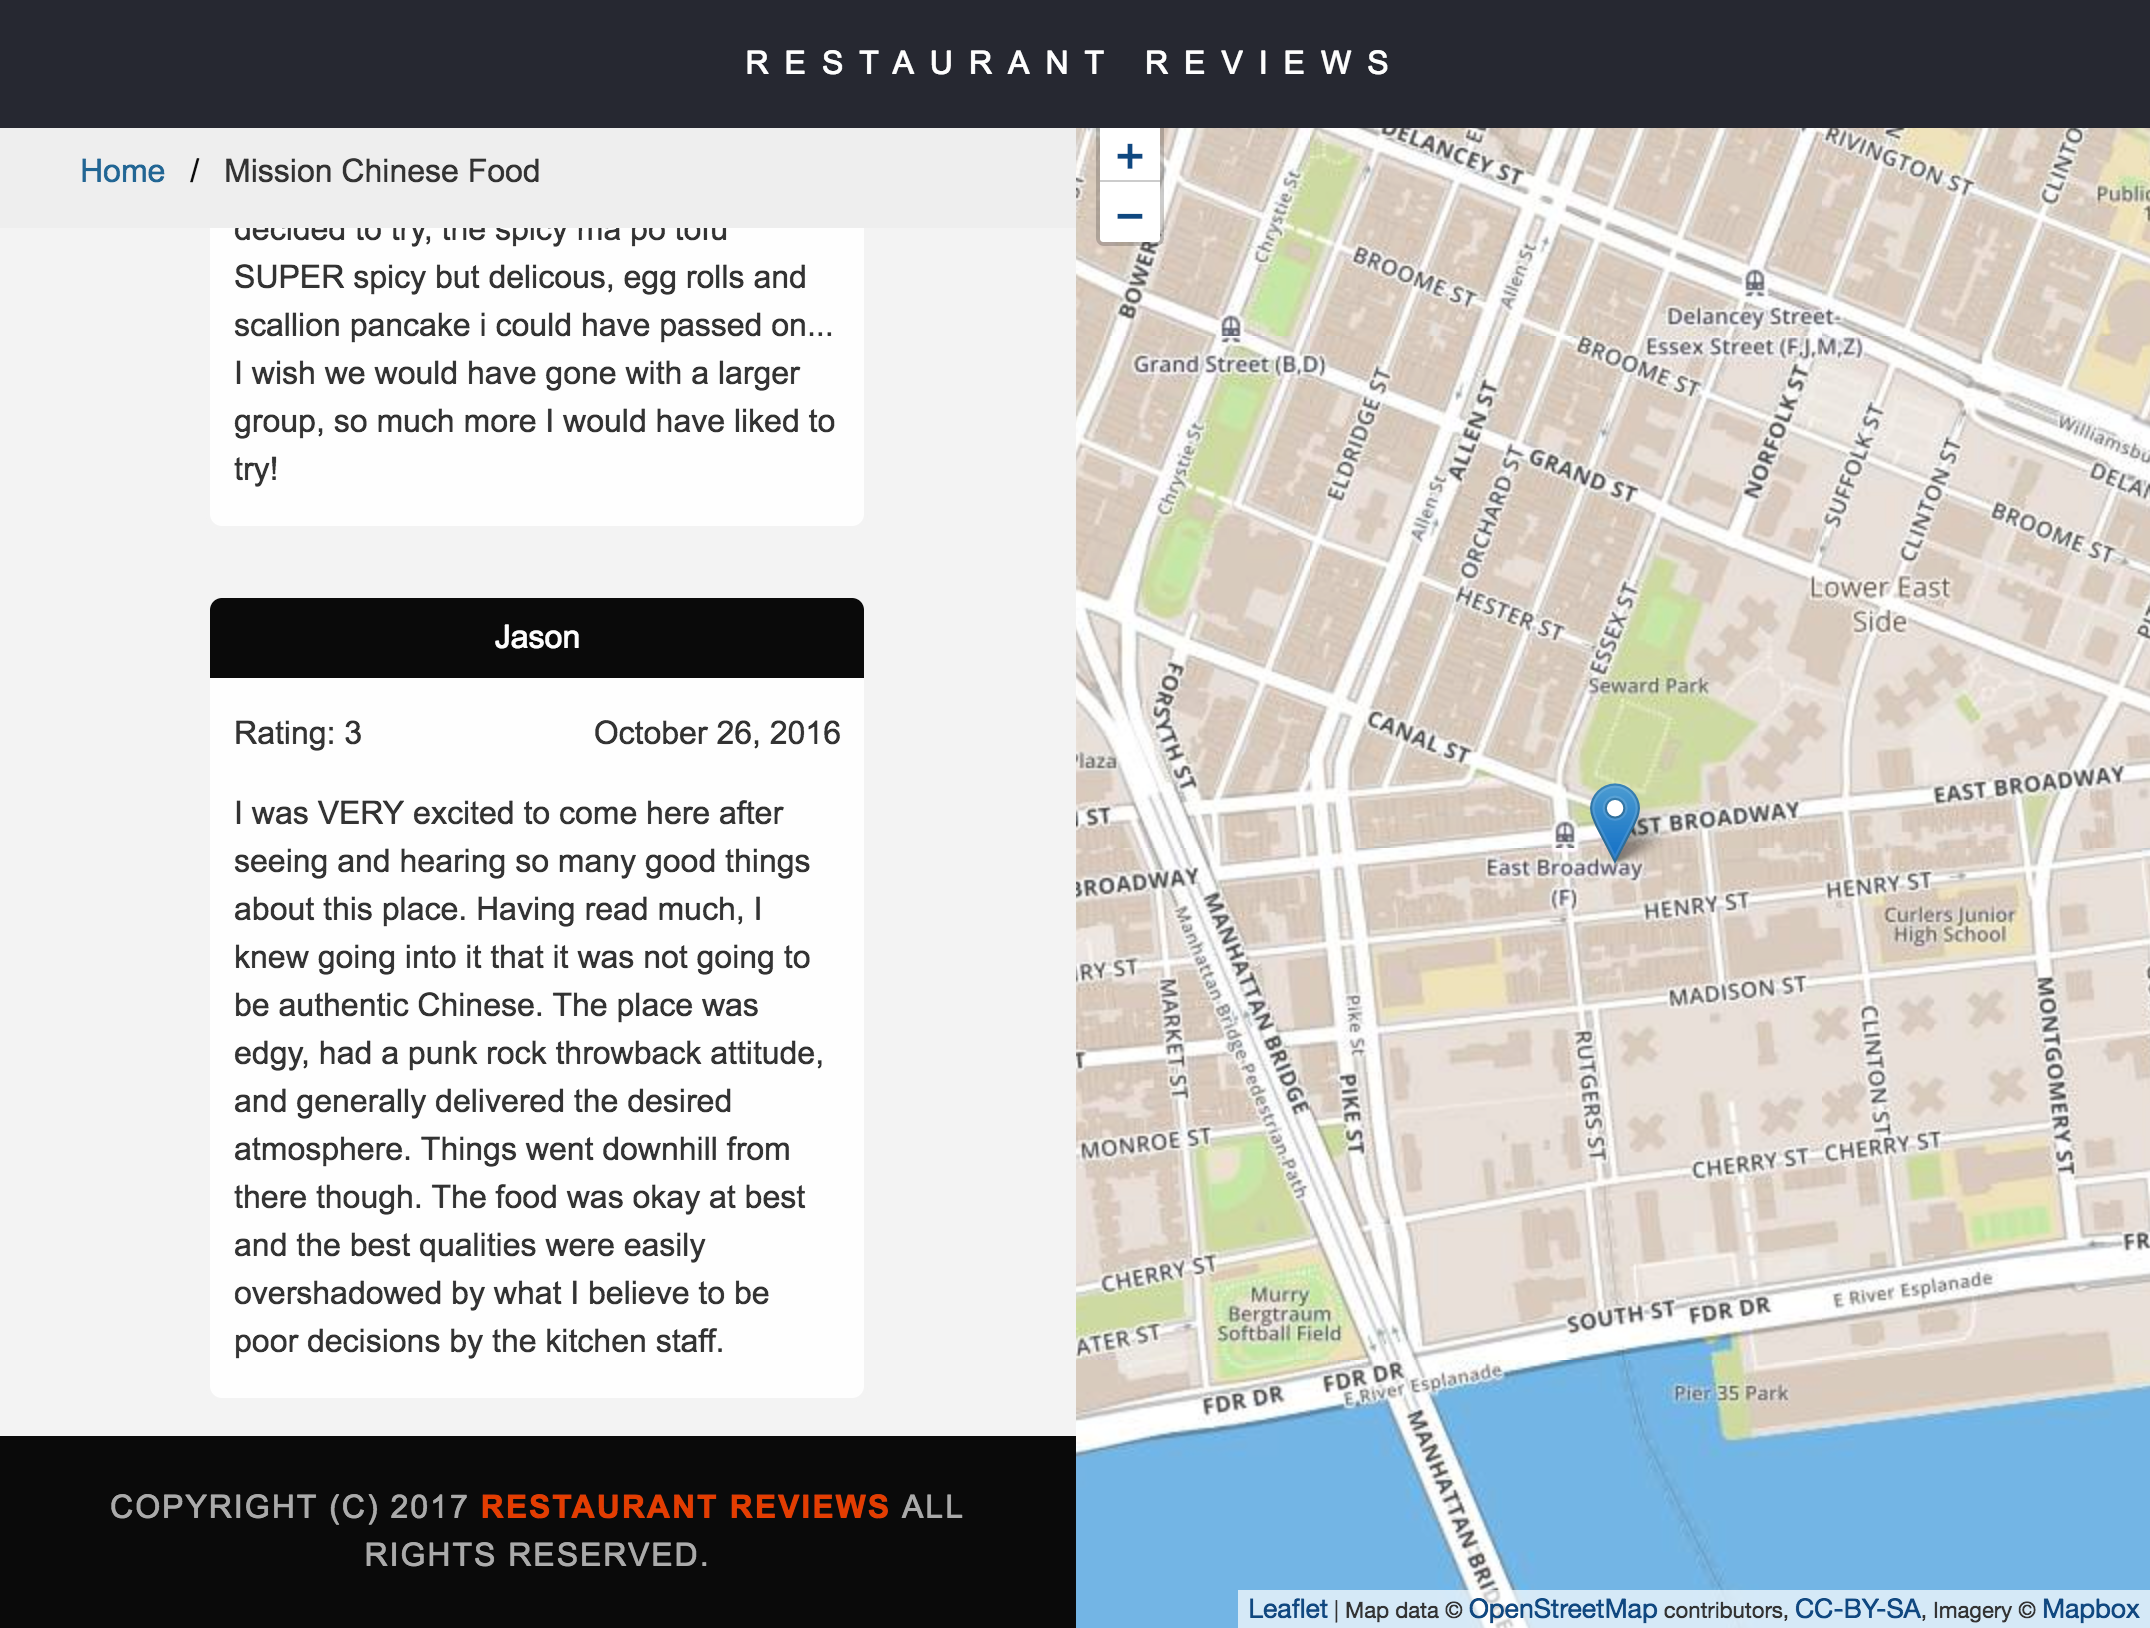 RESTAURANT REVIEWS
Home / Mission Chinese Food
decided to try, the spicy ma po tofu
SUPER spicy but delicous, egg rolls and
scallion pancake i could have passed on...
I wish we would have gone with a larger
group, so much more I would have liked to
try!
Jason
Rating: 3 October 26, 2016
I was VERY excited to come here after
seeing and hearing so many good things
about this place. Having read much, I
knew going into it that it was not going to
be authentic Chinese. The place was
edgy, had a punk rock throwback attitude,
and generally delivered the desired
atmosphere. Things went downhill from
there though. The food was okay at best
and the best qualities were easily
overshadowed by what I believe to be
poor decisions by the kitchen staff.
COPYRIGHT (C) 2017 RESTAURANT REVIEWS ALL
RIGHTS RESERVED.
+
−
DELANCEY ST
RIVINGTON ST
CLINTO
Public
Chrystie St
BOWER
BROOME ST
Allen St
Delancey Street-
Essex Street (F,J,M,Z)
Grand Street (B,D)
BROOME ST
ELDRIDGE ST
ALLEN ST
NORFOLK ST
SUFFOLK ST
CLINTON ST
Williamsbu
DELAN
Chrystie St
Allen St
ORCHARD ST
GRAND ST
BROOME ST
HESTER ST
ESSEX ST
Lower East
Side
Seward Park
FORSYTH ST
CANAL ST
Plaza
ST
EAST BROADWAY
ST BROADWAY
East Broadway
(F)
BROADWAY
HENRY ST
HENRY ST
Curlers Junior
High School
RY ST
MANHATTAN BRIDGE
Manhattan Bridge Pedestrian Path
MARKET ST
Pike St
PIKE ST
MADISON ST
RUTGERS ST
CLINTON ST
MONTGOMERY ST
MONROE ST
CHERRY ST
CHERRY ST
CHERRY ST
Murry
Bergtraum
Softball Field
ATER ST
SOUTH ST
FDR DR
E River Esplanade
FR
FDR DR
FDR DR
E River Esplanade
Pier 35 Park
MANHATTAN BRI
Leaflet | Map data © OpenStreetMap contributors, CC-BY-SA, Imagery © Mapbox